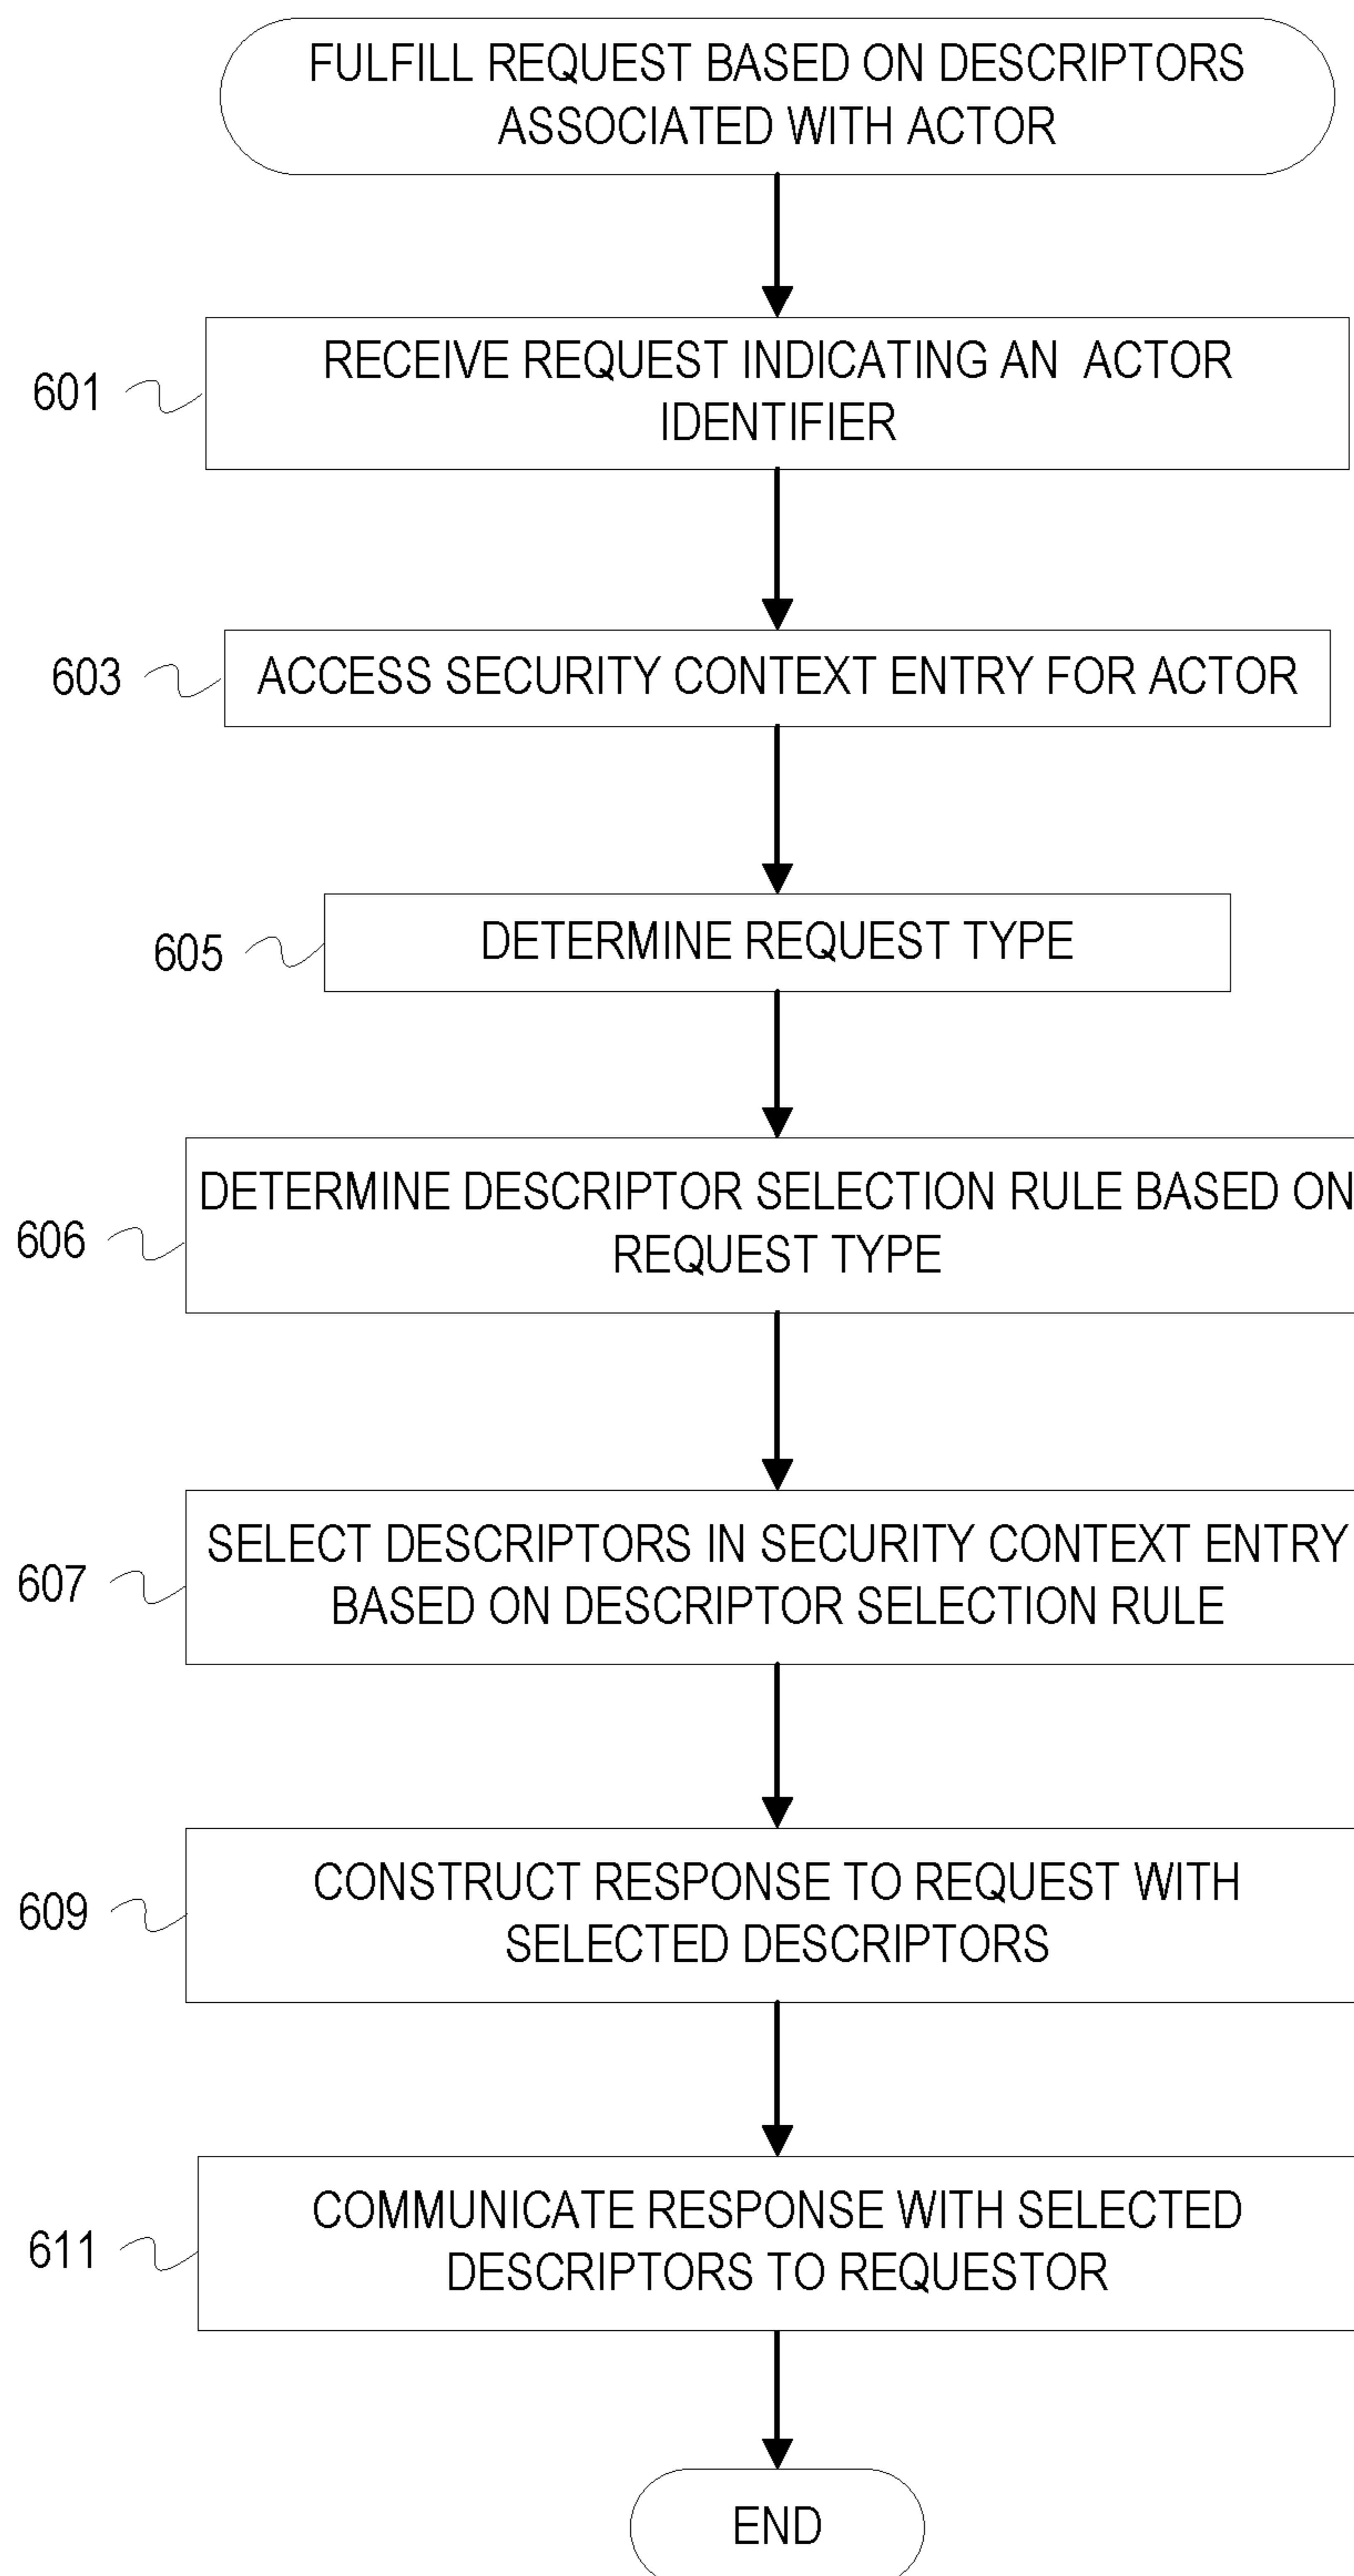 FULFILL REQUEST BASED ON DESCRIPTORS
ASSOCIATED WITH ACTOR
601
RECEIVE REQUEST INDICATING AN ACTOR
IDENTIFIER
603
ACCESS SECURITY CONTEXT ENTRY FOR ACTOR
605
DETERMINE REQUEST TYPE
606
DETERMINE DESCRIPTOR SELECTION RULE BASED ON
REQUEST TYPE
607
SELECT DESCRIPTORS IN SECURITY CONTEXT ENTRY
BASED ON DESCRIPTOR SELECTION RULE
609
CONSTRUCT RESPONSE TO REQUEST WITH
SELECTED DESCRIPTORS
611
COMMUNICATE RESPONSE WITH SELECTED
DESCRIPTORS TO REQUESTOR
END